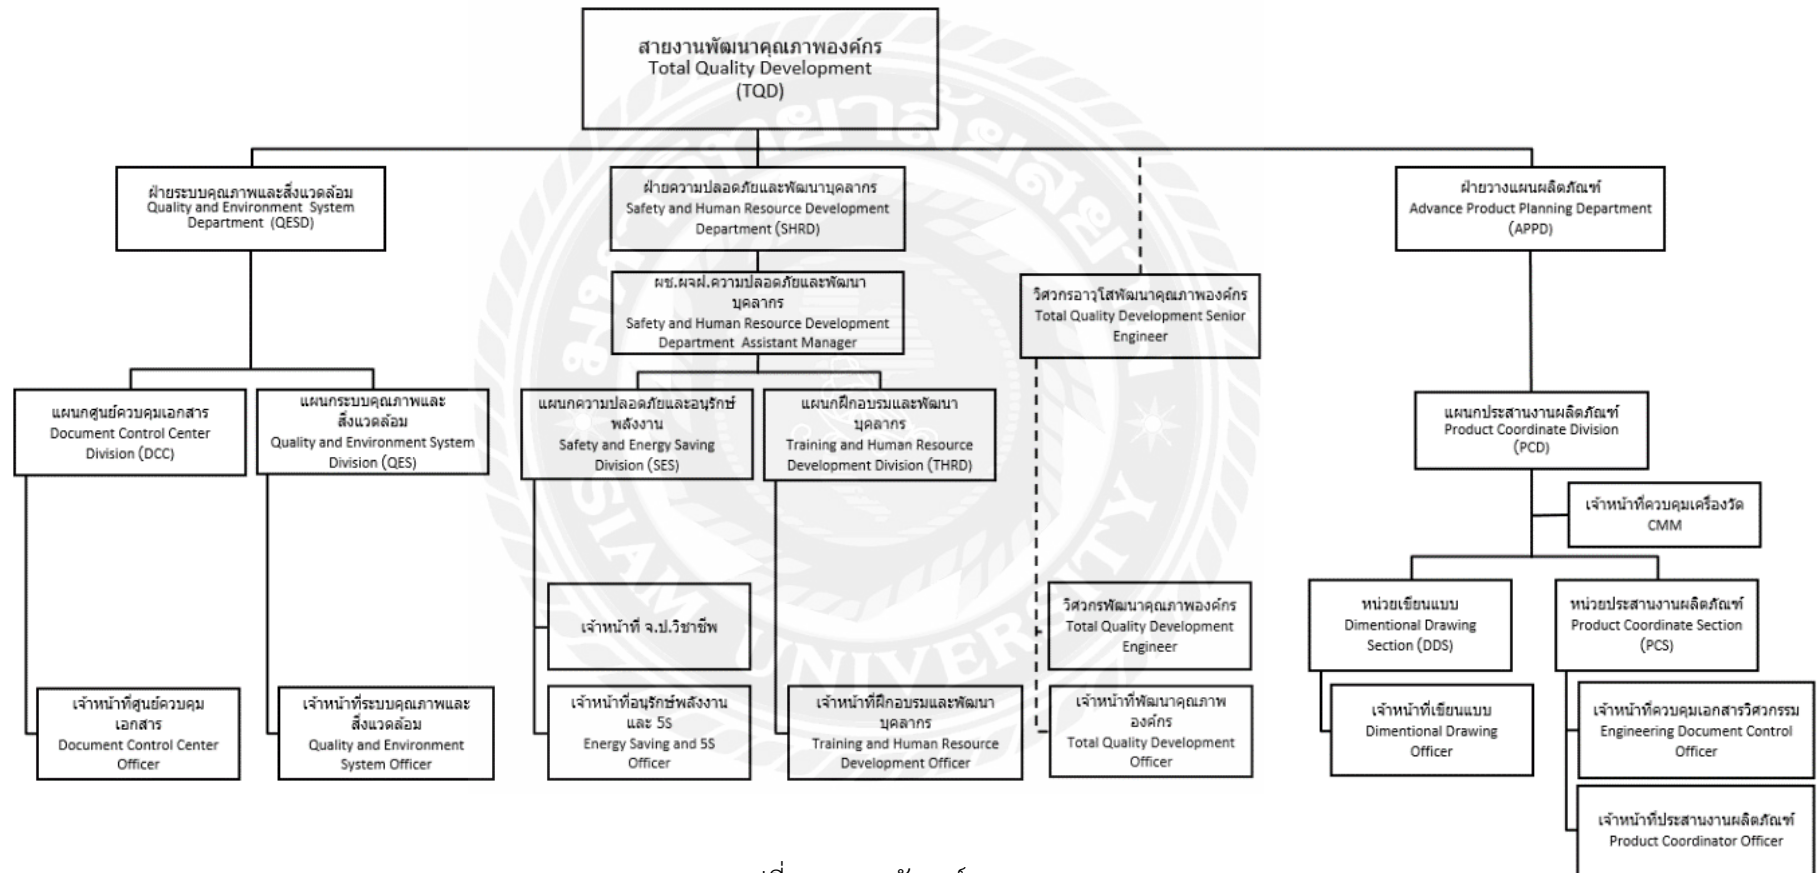 สายงานพัฒนาคุณภาพองค์กร
Total Quality Development
(TQD)
ฝ่ายระบบคุณภาพและสิ่งแวดล้อม
Quality and Environment System
Department (QESD)
ฝ่ายความปลอดภัยและพัฒนาบุคลากร
Safety and Human Resource Development
Department (SHRD)
ฝ่ายวางแผนผลิตภัณฑ์
Advance Product Planning Department
(APPD)
ผช.ผจฝ.ความปลอดภัยและพัฒนา
บุคลากร
Safety and Human Resource Development
Department Assistant Manager
วิศวกรอาวุโสพัฒนาคุณภาพองค์กร
Total Quality Development Senior
Engineer
แผนกศูนย์ควบคุมเอกสาร
Document Control Center
Division (DCC)
แผนกระบบคุณภาพและ
สิ่งแวดล้อม
Quality and Environment System
Division (QES)
แผนกความปลอดภัยและอนุรักษ์
พลังงาน
Safety and Energy Saving
Division (SES)
แผนกฝึกอบรมและพัฒนา
บุคลากร
Training and Human Resource
Development Division (THRD)
แผนกประสานงานผลิตภัณฑ์
Product Coordinate Division
(PCD)
เจ้าหน้าที่ควบคุมเครื่องวัด
CMM
เจ้าหน้าที่ จ.ป.วิชาชีพ
วิศวกรพัฒนาคุณภาพองค์กร
Total Quality Development
Engineer
หน่วยเขียนแบบ
Dimentional Drawing
Section (DDS)
หน่วยประสานงานผลิตภัณฑ์
Product Coordinate Section
(PCS)
เจ้าหน้าที่ศูนย์ควบคุม
เอกสาร
Document Control Center
Officer
เจ้าหน้าที่ระบบคุณภาพและ
สิ่งแวดล้อม
Quality and Environment
System Officer
เจ้าหน้าที่อนุรักษ์พลังงาน
และ 5S
Energy Saving and 5S
Officer
เจ้าหน้าที่ฝึกอบรมและพัฒนา
บุคลากร
Training and Human Resource
Development Officer
เจ้าหน้าที่พัฒนาคุณภาพ
องค์กร
Total Quality Development
Officer
เจ้าหน้าที่เขียนแบบ
Dimentional Drawing
Officer
เจ้าหน้าที่ควบคุมเอกสารวิศวกรรม
Engineering Document Control
Officer
เจ้าหน้าที่ประสานงานผลิตภัณฑ์
Product Coordinator Officer
มหาวิทยาลัยสยาม
SIAM UNIVERSITY